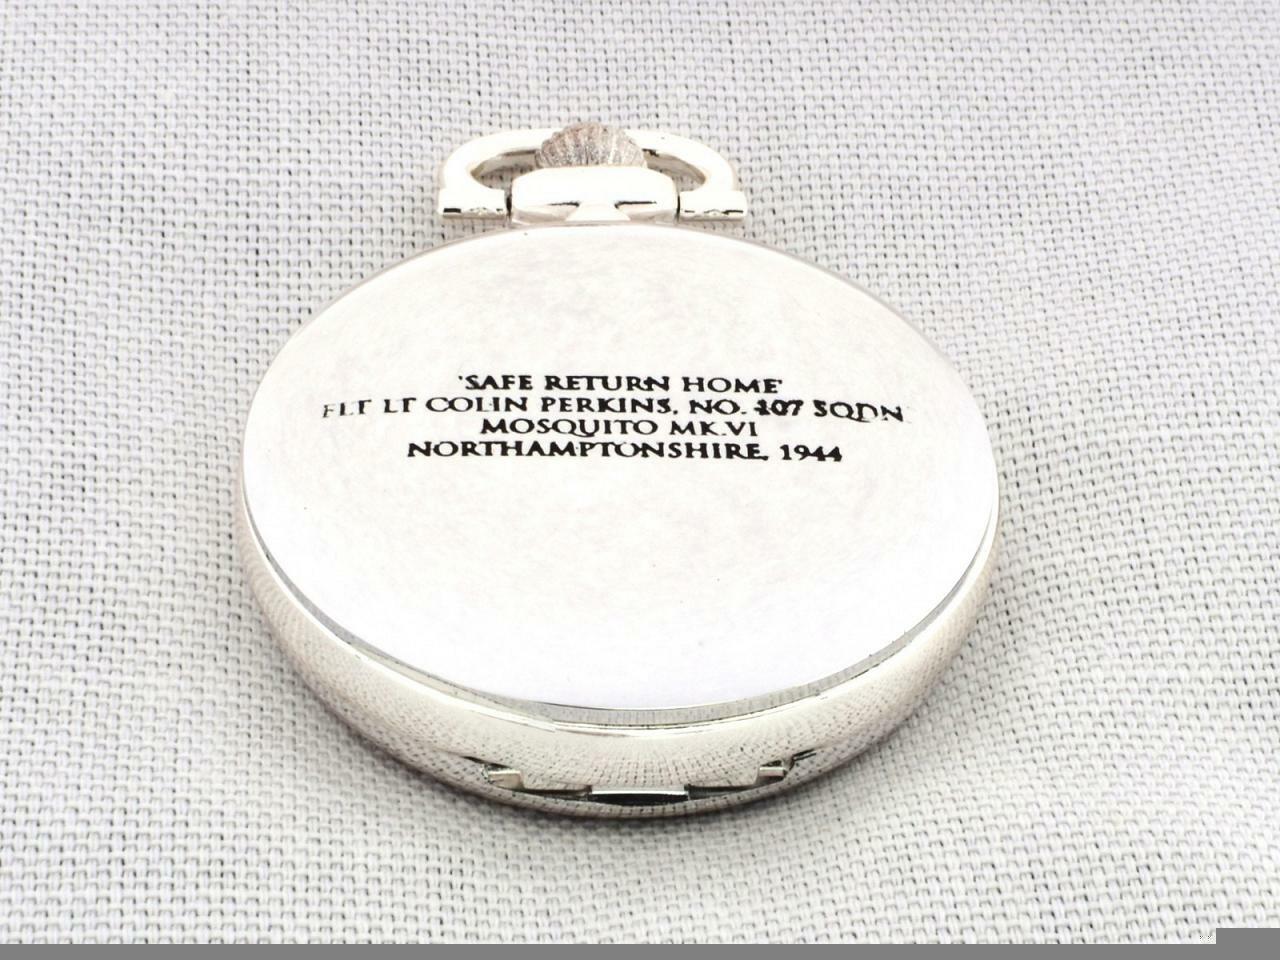 'SAFE RETURN HOME'
FLT LT COLIN PERKINS, NO. 107 SQDN
MOSQUITO MK.VI
NORTHAMPTONSHIRE, 1944